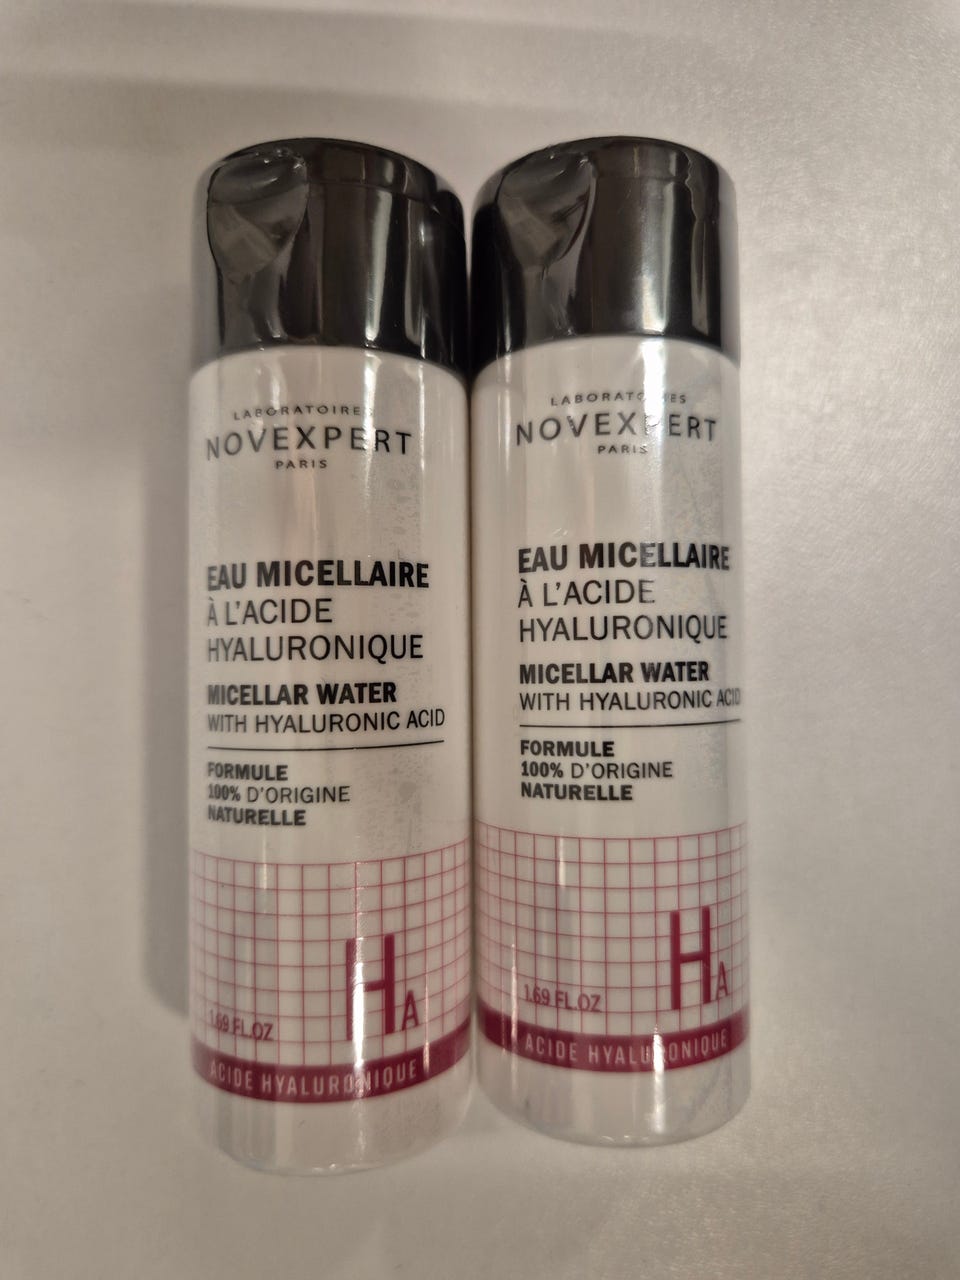 LABORATOIRES
NOVEXPERT
PARIS
EAU MICELLAIRE
À L'ACIDE
HYALURONIQUE
MICELLAR WATER
WITH HYALURONIC ACID
FORMULE
100% D'ORIGINE
NATURELLE
HA
1.69 FL.OZ
ACIDE HYALURONIQUE
LABORATOIRES
NOVEXPERT
PARIS
EAU MICELLAIRE
À L'ACIDE
HYALURONIQUE
MICELLAR WATER
WITH HYALURONIC ACID
FORMULE
100% D'ORIGINE
NATURELLE
HA
1.69 FL.OZ
ACIDE HYALURONIQUE